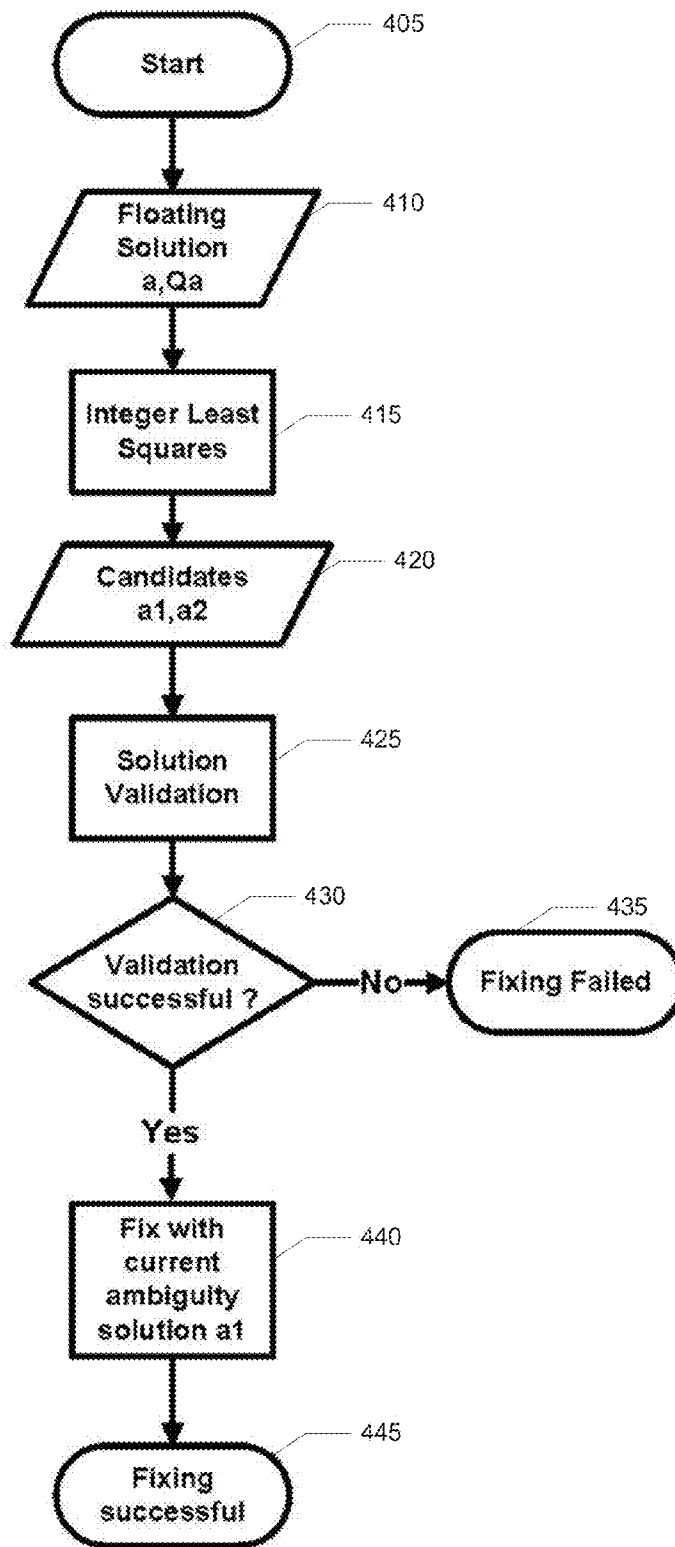 405
Start
410
Floating
Solution
a,Qa
Integer Least
Squares
415
Candidates
a1,a2
420
Solution
Validation
425
430
Validation
successful ?
No
435
Fixing Failed
Yes
Fix with
current
ambiguity
solution a1
440
445
Fixing
successful